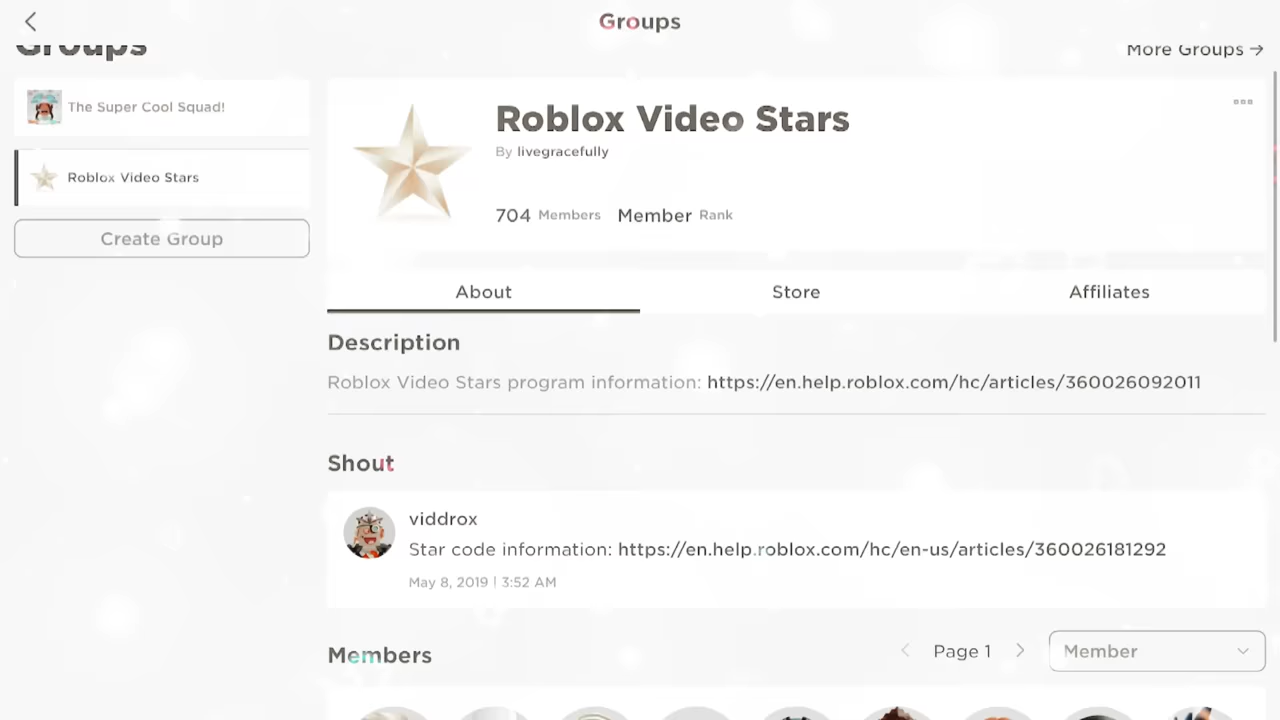 Groups
Groups
More Groups →
The Super Cool Squad!
Roblox Video Stars
Create Group
Roblox Video Stars
By livegracefully
704 Members Member Rank
About Store Affiliates
Description
Roblox Video Stars program information: https://en.help.roblox.com/hc/articles/360026092011
Shout
viddrox
Star code information: https://en.help.roblox.com/hc/en-us/articles/360026181292
May 8, 2019 | 3:52 AM
Members
Page 1
Member